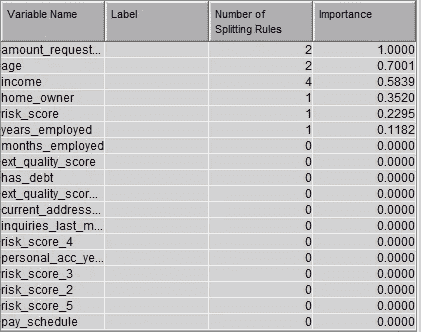 Variable Name Label Number of Splitting Rules Importance
amount_request... 2 1.0000
age 2 0.7001
income 4 0.5839
home_owner 1 0.3520
risk_score 1 0.2295
years_employed 1 0.1182
months_employed 0 0.0000
ext_quality_score 0 0.0000
has_debt 0 0.0000
ext_quality_scor... 0 0.0000
current_address... 0 0.0000
inquiries_last_m... 0 0.0000
risk_score_4 0 0.0000
personal_acc_ye... 0 0.0000
risk_score_3 0 0.0000
risk_score_2 0 0.0000
risk_score_5 0 0.0000
pay_schedule 0 0.0000